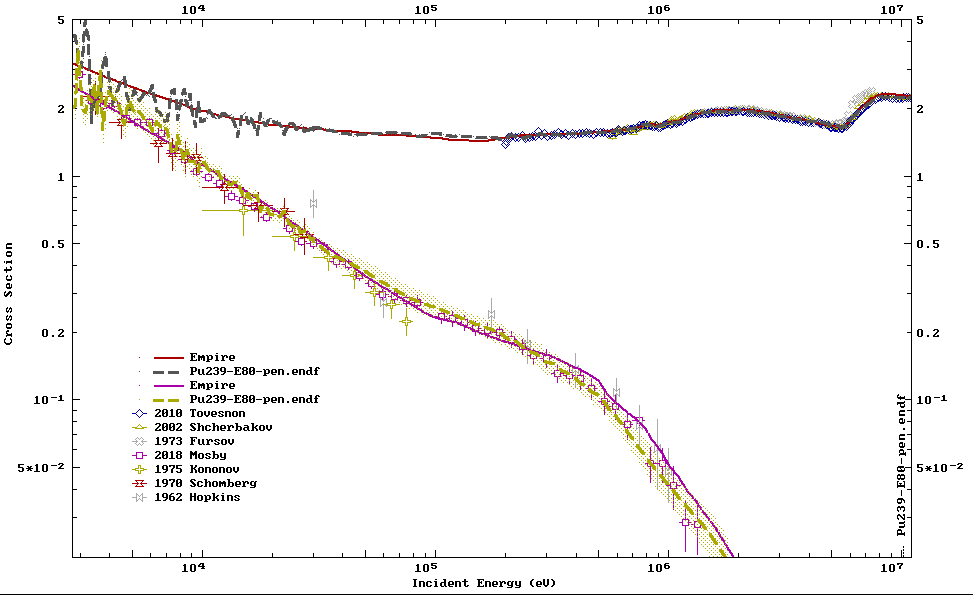 10⁴ 10⁵ 10⁶ 10⁷
5 5
2 2
1 1
0.5 0.5
0.2 0.2
10⁻¹ 10⁻¹
5*10⁻² 5*10⁻²
Cross Section
Empire
Pu239-E80-pen.endf
Empire
Pu239-E80-pen.endf
2010 Tovesnon
2002 Shcherbakov
1973 Fursov
2018 Mosby
1975 Kononov
1970 Schomberg
1962 Hopkins
Pu239-E80-pen.endf
10⁴ 10⁵ 10⁶ 10⁷
Incident Energy (eV)